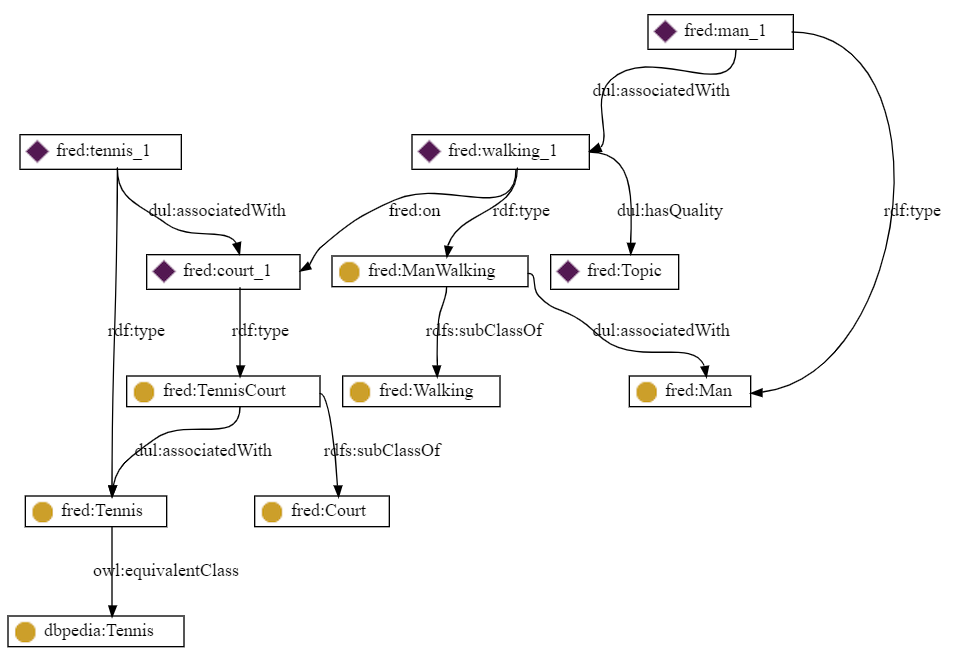 fred:man_1
dul:associatedWith
fred:tennis_1
fred:walking_1
dul:associatedWith
fred:on
rdf:type
dul:hasQuality
rdf:type
fred:court_1
fred:ManWalking
fred:Topic
rdf:type
rdf:type
rdfs:subClassOf
dul:associatedWith
fred:TennisCourt
fred:Walking
fred:Man
dul:associatedWith
rdfs:subClassOf
fred:Tennis
fred:Court
owl:equivalentClass
dbpedia:Tennis